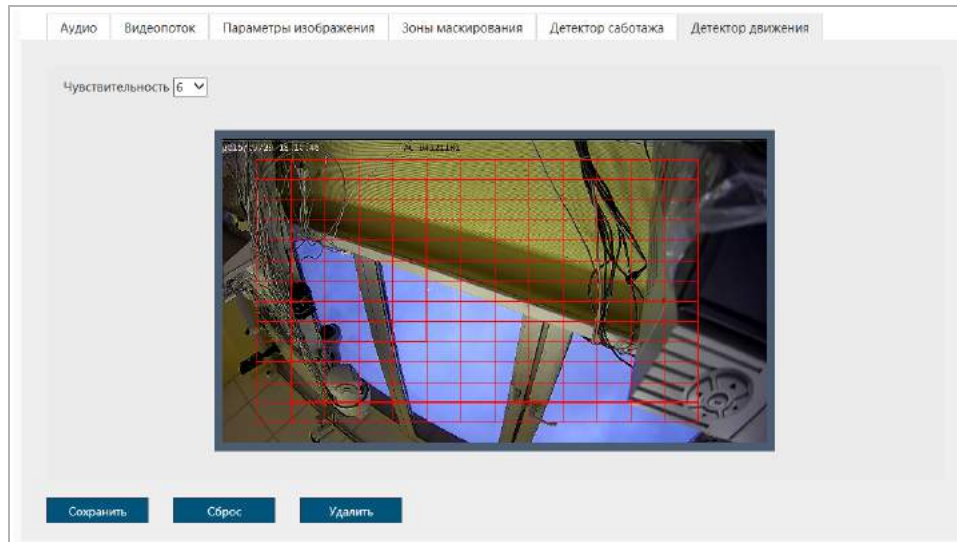 Аудио
Видеопоток
Параметры изображения
Зоны маскирования
Детектор саботажа
Детектор движения
Чувствительность 6
Сохранить
Сброс
Удалить